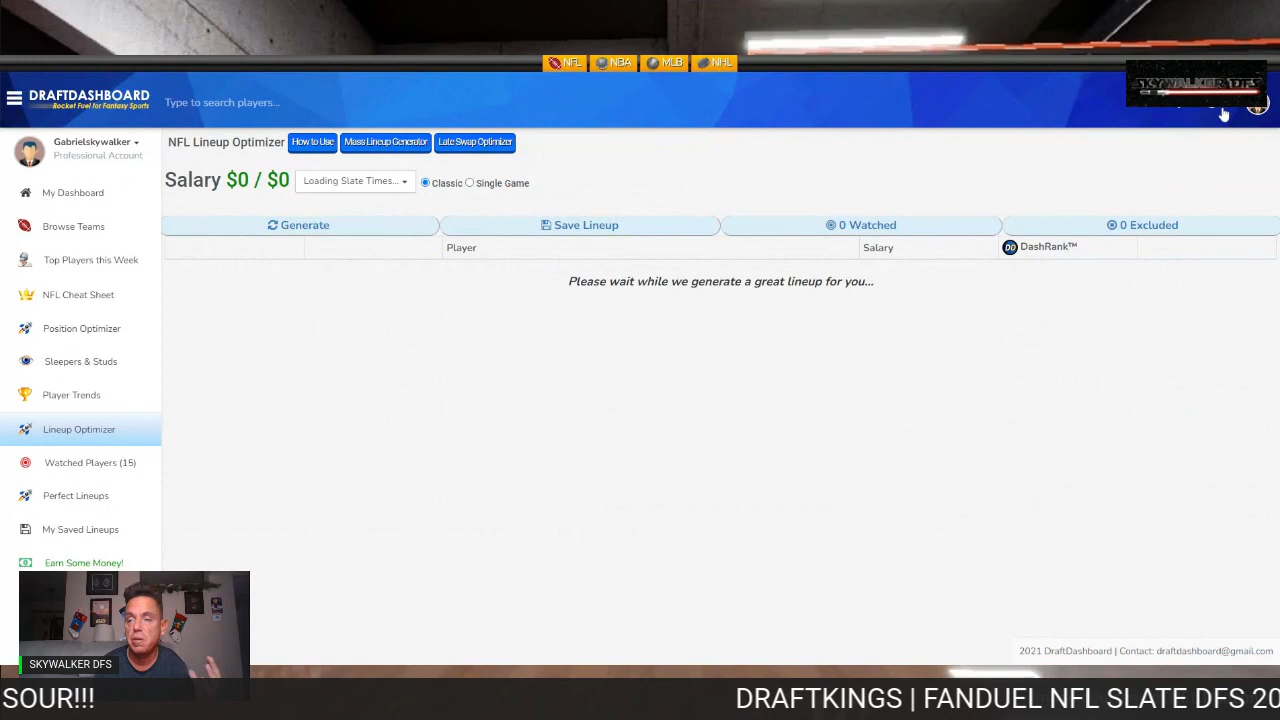 NFL NBA MLB NHL
DRAFTDASHBOARD
Rocket Fuel for Fantasy Sports
Type to search players...
SKYWALKER DFS
Gabrielskywalker
Professional Account
NFL Lineup Optimizer How to Use Mass Lineup Generator Late Swap Optimizer
Salary $0 / $0 Loading Slate Times... Classic Single Game
My Dashboard
Browse Teams
Top Players this Week
NFL Cheat Sheet
Position Optimizer
Sleepers & Studs
Player Trends
Lineup Optimizer
Watched Players (15)
Perfect Lineups
My Saved Lineups
Earn Some Money!
Generate Save Lineup 0 Watched 0 Excluded
Player Salary DD DashRank™
Please wait while we generate a great lineup for you...
2021 DraftDashboard | Contact: draftdashboard@gmail.com
SKYWALKER DFS
SOUR!!! DRAFTKINGS | FANDUEL NFL SLATE DFS 20